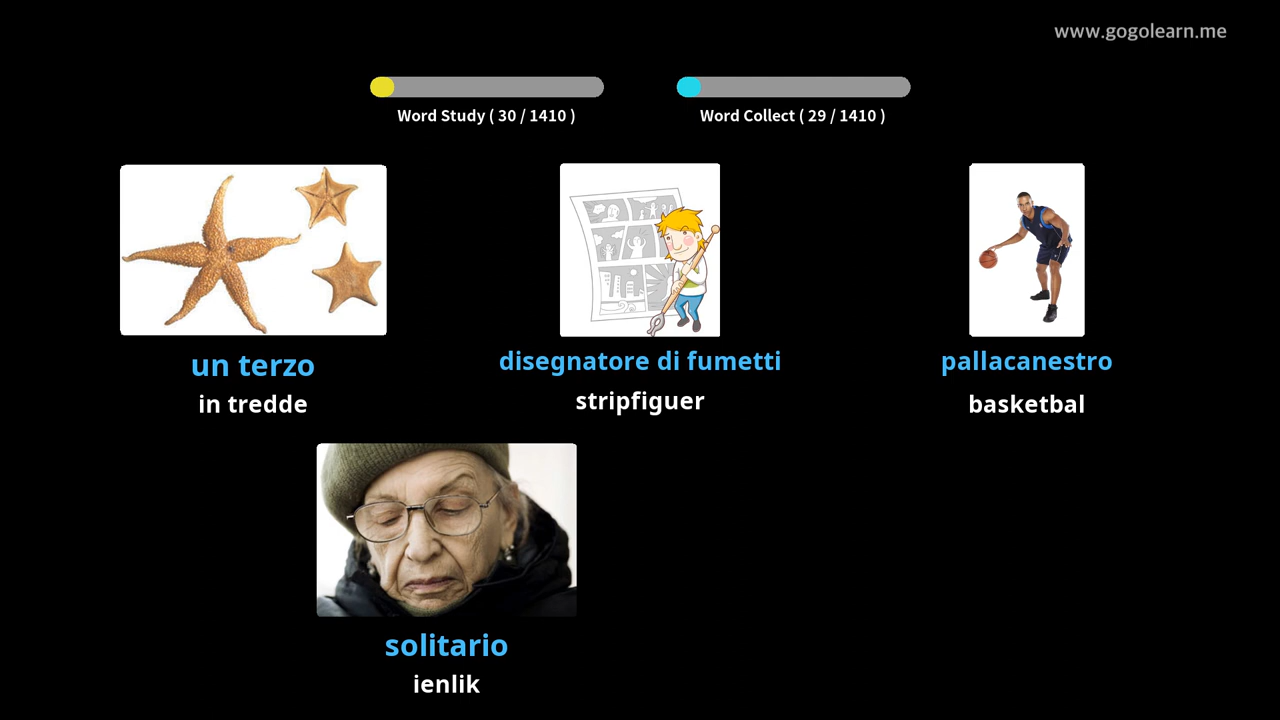 www.gogolearn.me
Word Study ( 30 / 1410 )
Word Collect ( 29 / 1410 )
un terzo
in tredde
disegnatore di fumetti
stripfiguer
pallacanestro
basketbal
solitario
ienlik